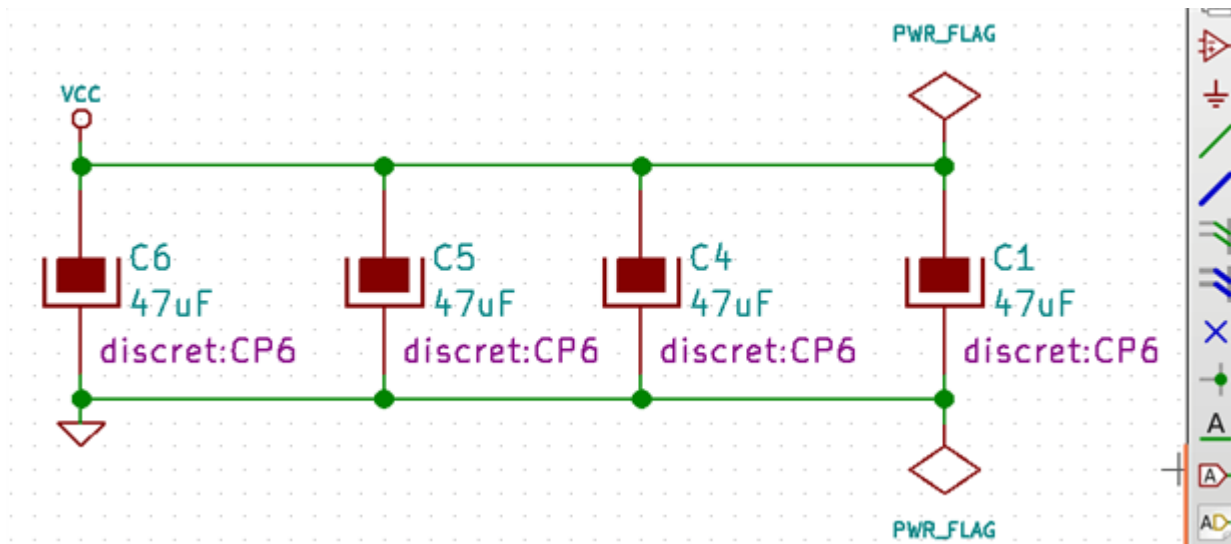 PWR_FLAG
VCC
C6
47uF
discret:CP6
C5
47uF
discret:CP6
C4
47uF
discret:CP6
C1
47uF
discret:CP6
PWR_FLAG
A
A
AD